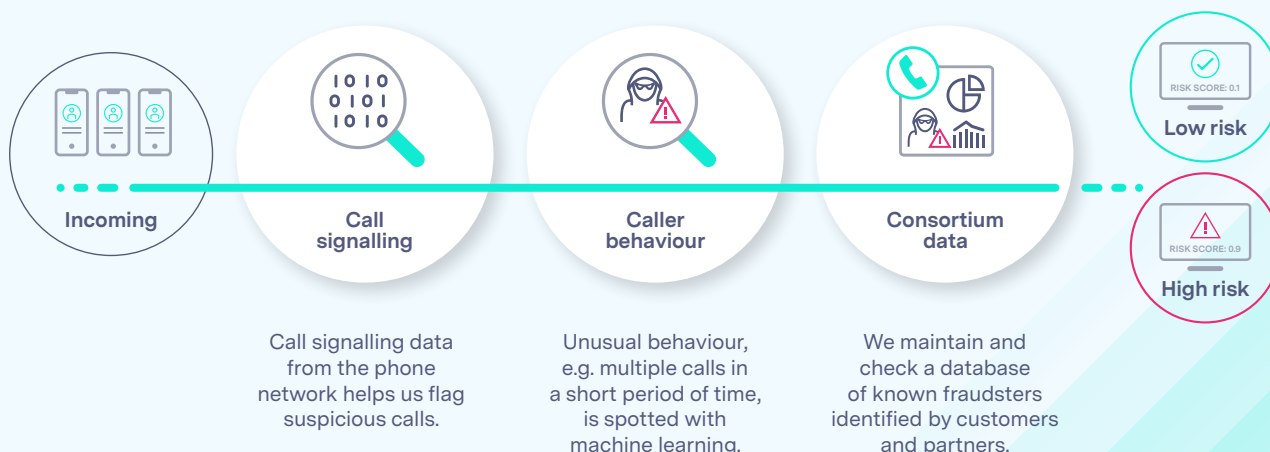 1010
0101
1010
RISK SCORE: 0.1
Low risk
Incoming
Call
signalling
Caller
behaviour
Consortium
data
RISK SCORE: 0.9
High risk
Call signalling data
from the phone
network helps us flag
suspicious calls.
Unusual behaviour,
e.g. multiple calls in
a short period of time,
is spotted with
machine learning.
We maintain and
check a database
of known fraudsters
identified by customers
and partners.